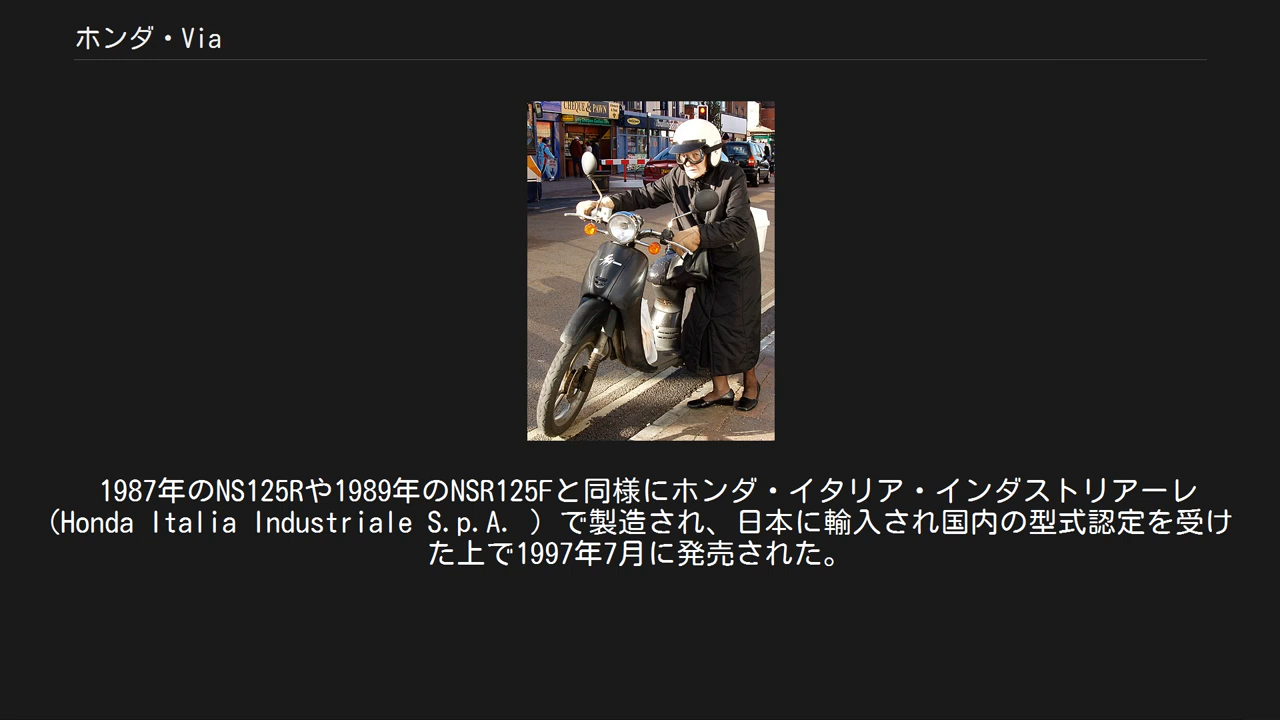 ホンダ・Via
CHEQUE & PAWN
1987年のNS125Rや1989年のNSR125Fと同様にホンダ・イタリア・インダストリアーレ
（Honda Italia Industriale S.p.A. ）で製造され、日本に輸入され国内の型式認定を受け
た上で1997年7月に発売された。